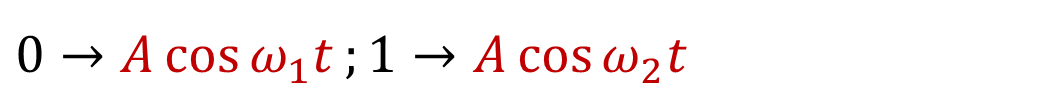 0 → A cos ω₁t ; 1 → A cos ω₂t